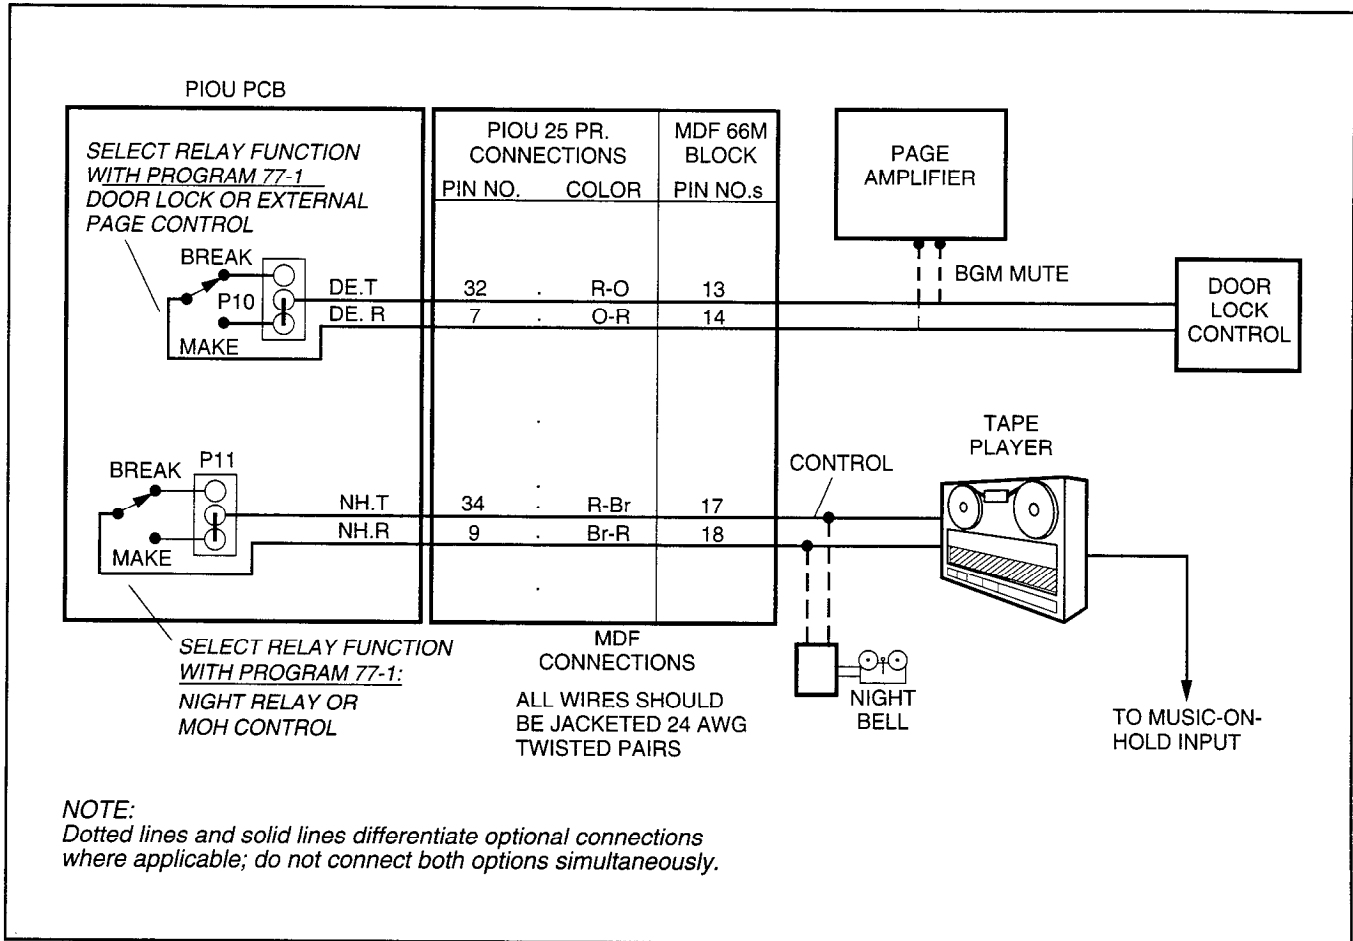 PIOU PCB
SELECT RELAY FUNCTION
WITH PROGRAM 77-1
DOOR LOCK OR EXTERNAL
PAGE CONTROL
BREAK
P10
MAKE
DE.T
DE. R
PIOU 25 PR.
CONNECTIONS
MDF 66M
BLOCK
PIN NO. COLOR PIN NO.s
32 . R-O 13
7 . O-R 14
.
.
34 . R-Br 17
9 . Br-R 18
.
PAGE
AMPLIFIER
BGM MUTE
DOOR
LOCK
CONTROL
BREAK
P11
MAKE
NH.T
NH.R
CONTROL
TAPE
PLAYER
SELECT RELAY FUNCTION
WITH PROGRAM 77-1:
NIGHT RELAY OR
MOH CONTROL
MDF
CONNECTIONS
ALL WIRES SHOULD
BE JACKETED 24 AWG
TWISTED PAIRS
NIGHT
BELL
TO MUSIC-ON-
HOLD INPUT
NOTE:
Dotted lines and solid lines differentiate optional connections
where applicable; do not connect both options simultaneously.